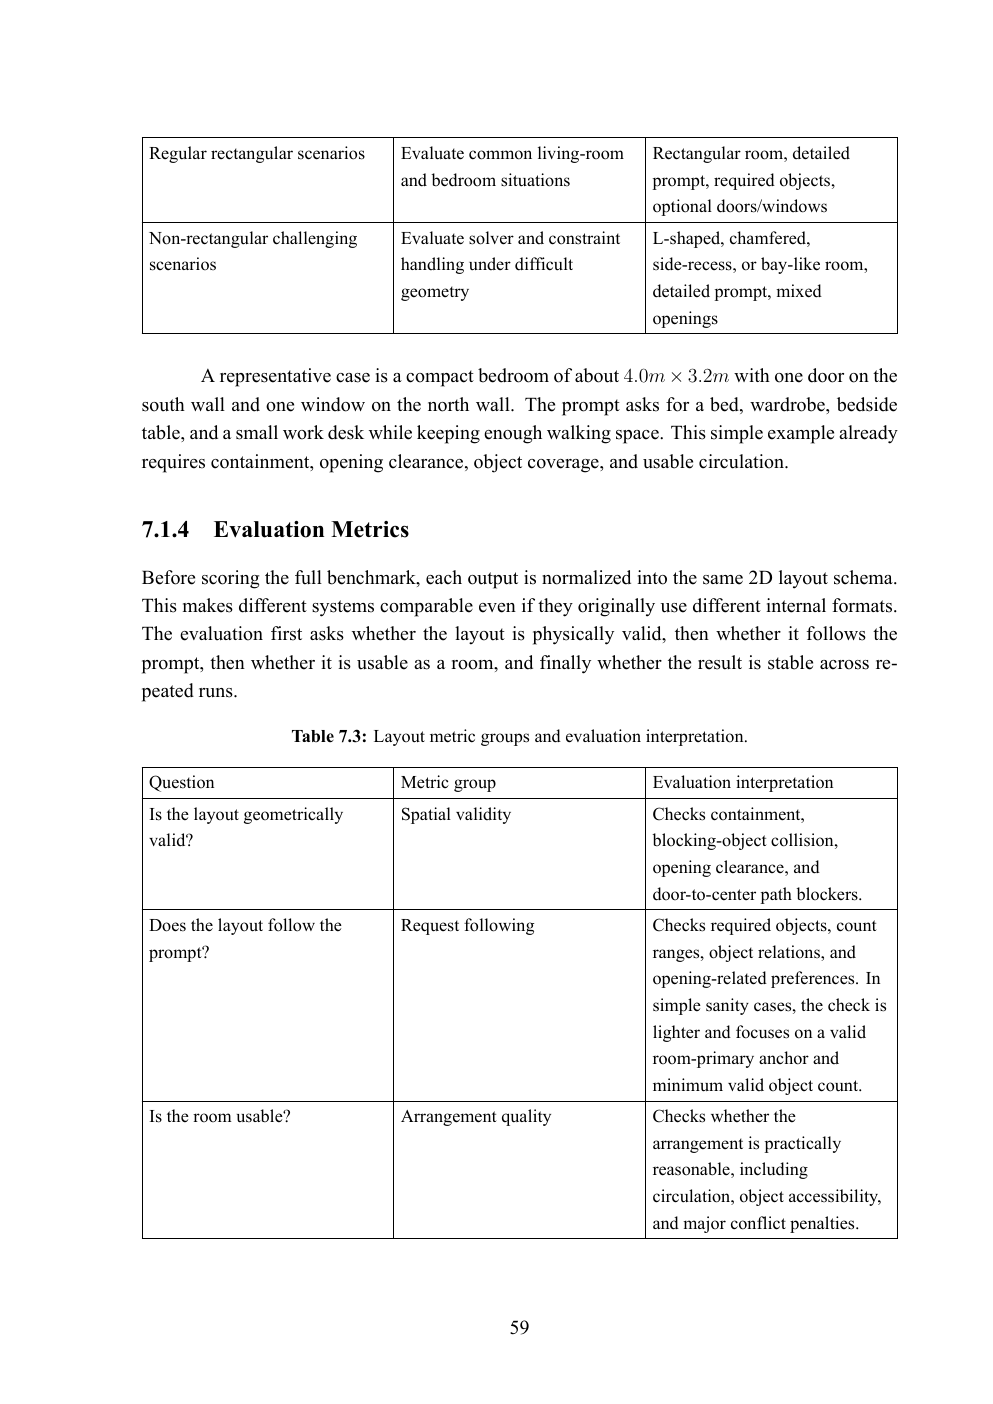 Regular rectangular scenarios
Evaluate common living-room
and bedroom situations
Rectangular room, detailed
prompt, required objects,
optional doors/windows
Non-rectangular challenging
scenarios
Evaluate solver and constraint
handling under difficult
geometry
L-shaped, chamfered,
side-recess, or bay-like room,
detailed prompt, mixed
openings
A representative case is a compact bedroom of about 4.0m × 3.2m with one door on the
south wall and one window on the north wall. The prompt asks for a bed, wardrobe, bedside
table, and a small work desk while keeping enough walking space. This simple example already
requires containment, opening clearance, object coverage, and usable circulation.
7.1.4 Evaluation Metrics
Before scoring the full benchmark, each output is normalized into the same 2D layout schema.
This makes different systems comparable even if they originally use different internal formats.
The evaluation first asks whether the layout is physically valid, then whether it follows the
prompt, then whether it is usable as a room, and finally whether the result is stable across re-
peated runs.
Table 7.3: Layout metric groups and evaluation interpretation.
Question
Metric group
Evaluation interpretation
Is the layout geometrically
valid?
Spatial validity
Checks containment,
blocking-object collision,
opening clearance, and
door-to-center path blockers.
Does the layout follow the
prompt?
Request following
Checks required objects, count
ranges, object relations, and
opening-related preferences. In
simple sanity cases, the check is
lighter and focuses on a valid
room-primary anchor and
minimum valid object count.
Is the room usable?
Arrangement quality
Checks whether the
arrangement is practically
reasonable, including
circulation, object accessibility,
and major conflict penalties.
59